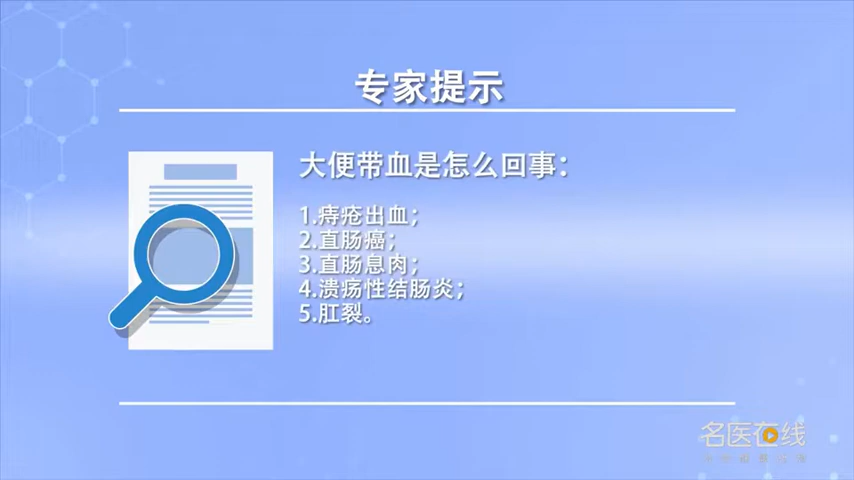 专家提示
大便带血是怎么回事：
1.痔疮出血；
2.直肠癌；
3.直肠息肉；
4.溃疡性结肠炎；
5.肛裂。
名医在线